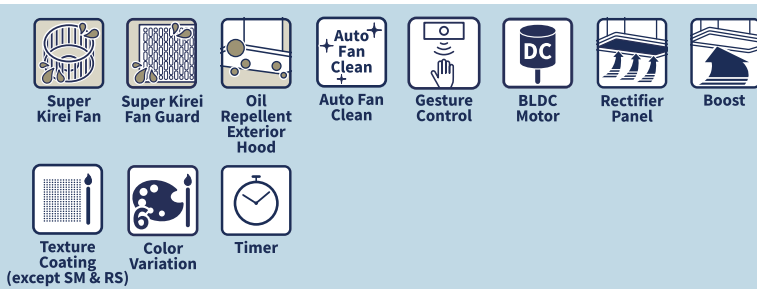 Auto
Fan
Clean
DC
Super
Kirei Fan
Super Kirei
Fan Guard
Oil
Repellent
Exterior
Hood
Auto Fan
Clean
Gesture
Control
BLDC
Motor
Rectifier
Panel
Boost
6
Texture
Coating
(except SM & RS)
Color
Variation
Timer